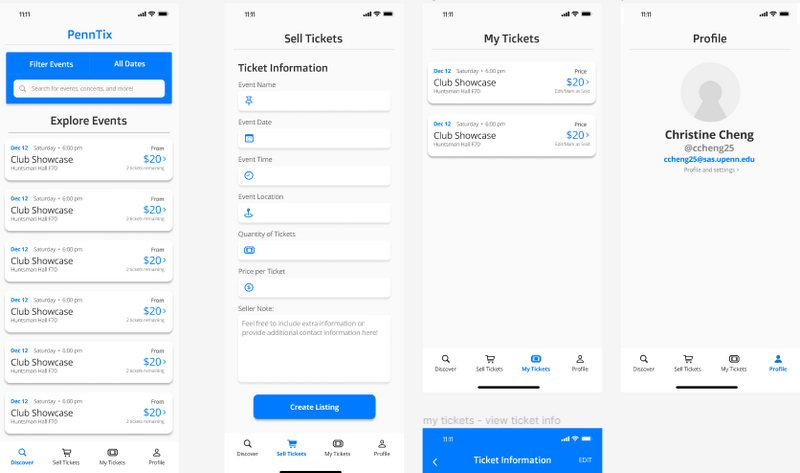 11:11
PennTix
Filter Events
All Dates
Search for events, concerts, and more!
Explore Events
Dec 12 Saturday • 6:00 pm From
Club Showcase $20 >
Huntsman Hall F70 2 tickets remaining
Dec 12 Saturday • 6:00 pm From
Club Showcase $20 >
Huntsman Hall F70 2 tickets remaining
Dec 12 Saturday • 6:00 pm From
Club Showcase $20 >
Huntsman Hall F70 2 tickets remaining
Dec 12 Saturday • 6:00 pm From
Club Showcase $20 >
Huntsman Hall F70 2 tickets remaining
Dec 12 Saturday • 6:00 pm From
Club Showcase $20 >
Huntsman Hall F70 2 tickets remaining
Dec 12 Saturday • 6:00 pm From
Club Showcase $20 >
Huntsman Hall F70 2 tickets remaining
Discover Sell Tickets My Tickets Profile
11:11
Sell Tickets
Ticket Information
Event Name
Event Date
Event Time
Event Location
Quantity of Tickets
Price per Ticket
Seller Note:
Feel free to include extra information or
provide additional contact information here!
Create Listing
Discover Sell Tickets My Tickets Profile
11:11
My Tickets
Dec 12 Saturday • 6:00 pm Price
Club Showcase $20 >
Huntsman Hall F70 Edit/Mark as Sold
Dec 12 Saturday • 6:00 pm Price
Club Showcase $20 >
Huntsman Hall F70 Edit/Mark as Sold
Discover Sell Tickets My Tickets Profile
my tickets - view ticket info
11:11
Ticket Information EDIT
11:11
Profile
Christine Cheng
@ccheng25
ccheng25@sas.upenn.edu
Profile and settings >
Discover Sell Tickets My Tickets Profile